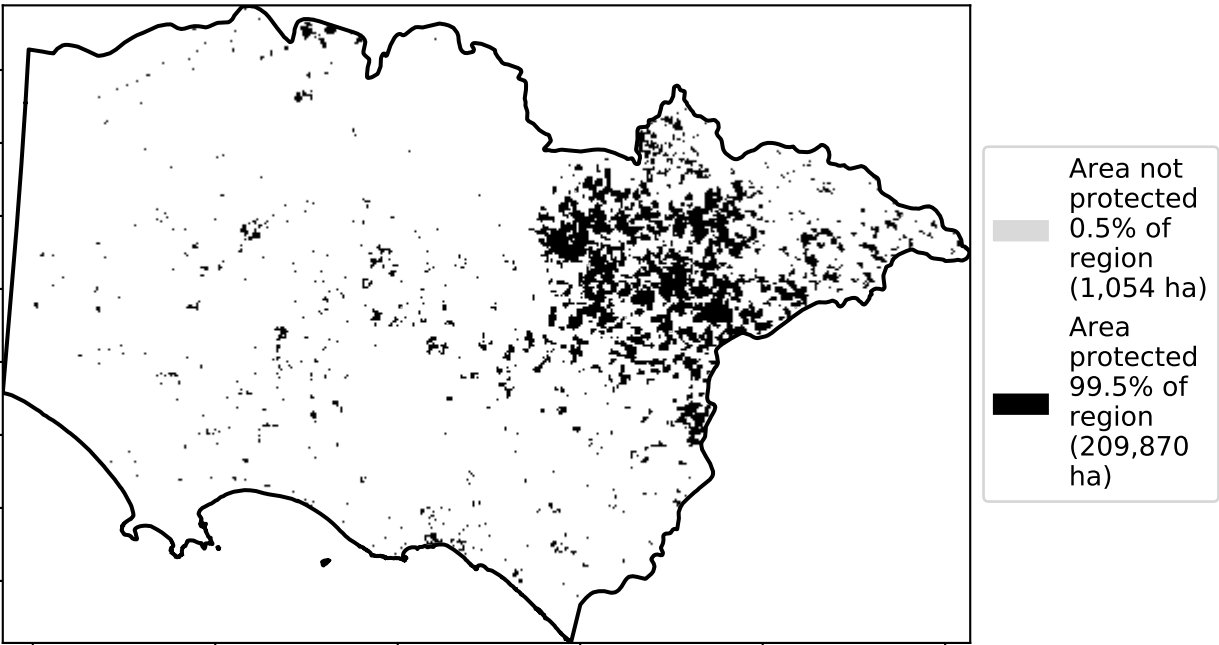 Area not
protected
0.5% of
region
(1,054 ha)
Area
protected
99.5% of
region
(209,870
ha)